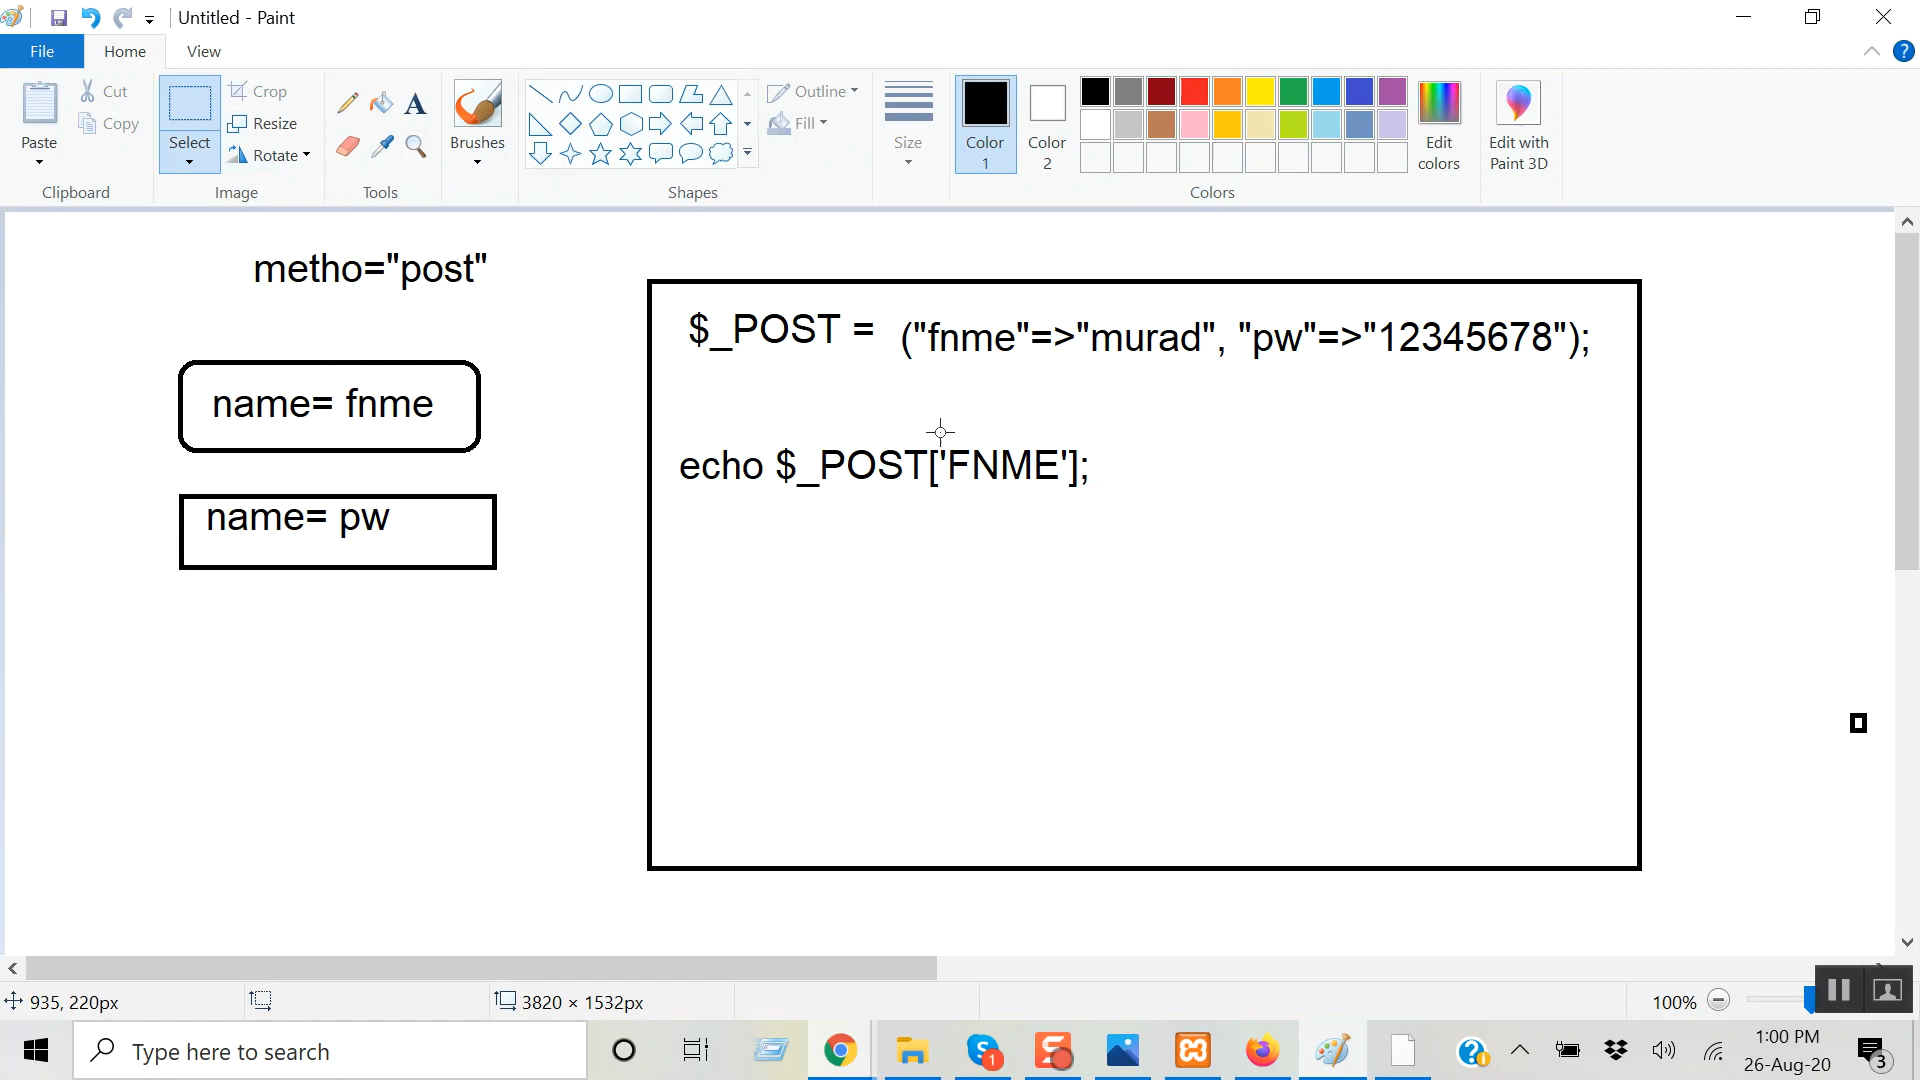 Untitled - Paint
File Home View
Paste
Cut
Copy
Clipboard
Select
Crop
Resize
Rotate
Image
Tools
Brushes
Shapes
Outline
Fill
Size
Color 1
Color 2
Colors
Edit colors
Edit with Paint 3D
metho="post"
name= fnme
name= pw
$_POST = ("fnme"=>"murad", "pw"=>"12345678");
echo $_POST['FNME'];
935, 220px
3820 × 1532px
100%
Type here to search
1
1:00 PM
26-Aug-20
3